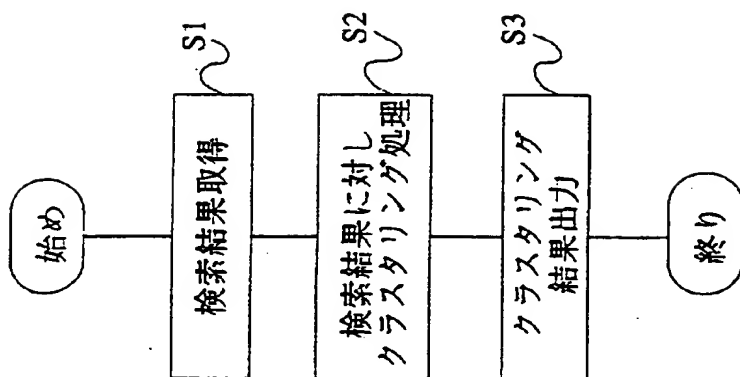 始め
検索結果取得
S1
検索結果に対し
クラスタリング処理
S2
クラスタリング
結果出力
S3
終り